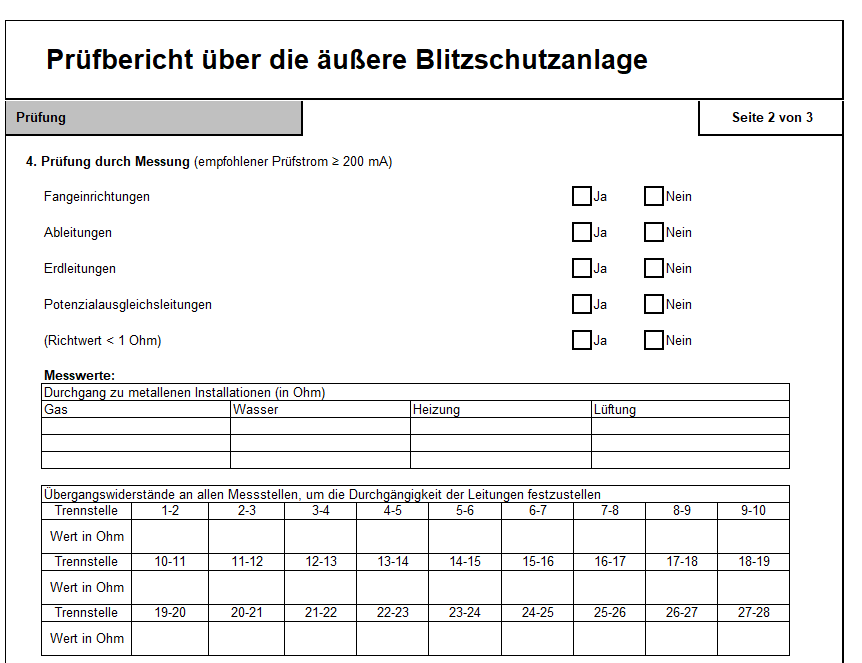 Prüfbericht über die äußere Blitzschutzanlage
Prüfung
Seite 2 von 3
4. Prüfung durch Messung (empfohlener Prüfstrom ≥ 200 mA)
Fangeinrichtungen Ja Nein
Ableitungen Ja Nein
Erdleitungen Ja Nein
Potenzialausgleichsleitungen Ja Nein
(Richtwert < 1 Ohm) Ja Nein
Messwerte:
Durchgang zu metallenen Installationen (in Ohm)
Gas Wasser Heizung Lüftung
Übergangswiderstände an allen Messstellen, um die Durchgängigkeit der Leitungen festzustellen
Trennstelle 1-2 2-3 3-4 4-5 5-6 6-7 7-8 8-9 9-10
Wert in Ohm
Trennstelle 10-11 11-12 12-13 13-14 14-15 15-16 16-17 17-18 18-19
Wert in Ohm
Trennstelle 19-20 20-21 21-22 22-23 23-24 24-25 25-26 26-27 27-28
Wert in Ohm